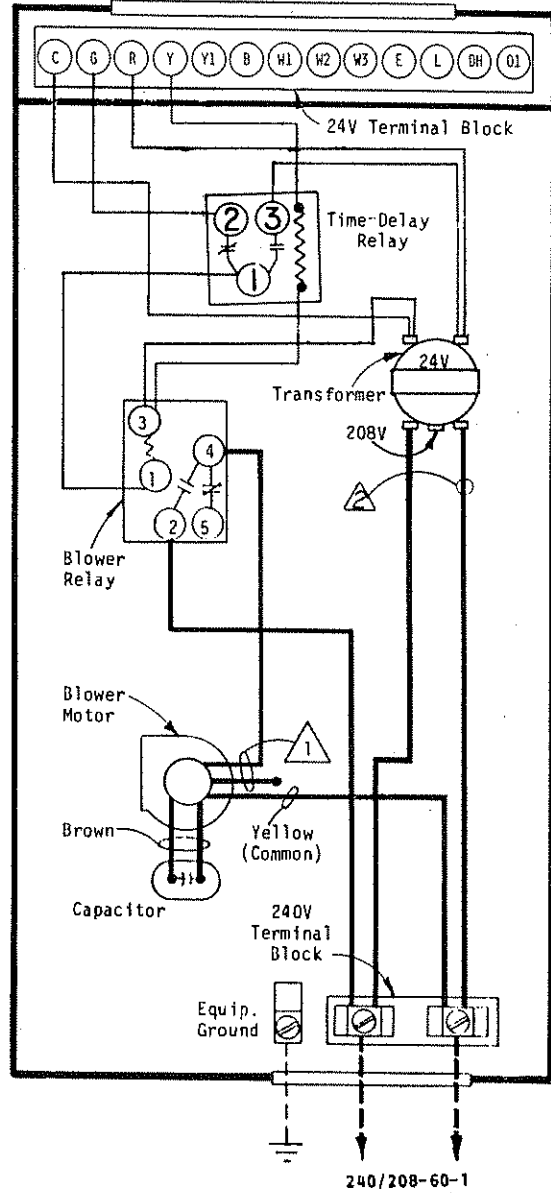 C G R Y Y1 B W1 W2 W3 E L DH O1
24V Terminal Block
2 3
1
Time-Delay
Relay
24V
Transformer
208V
2
3
4
1
2 5
Blower
Relay
Blower
Motor
1
Brown
Yellow
(Common)
Capacitor
240V
Terminal
Block
Equip.
Ground
240/208-60-1